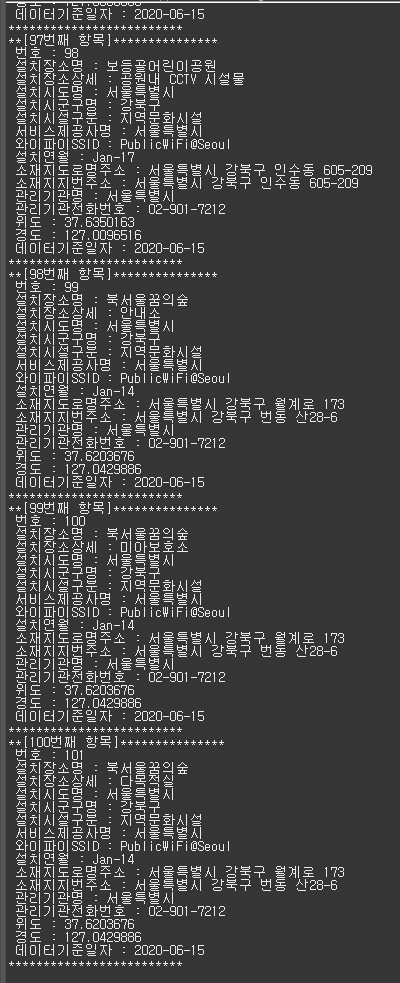 데이터기준일자 : 2020-06-15
*************************
**[97번째 항목]***************
번호 : 98
설치장소명 : 보등꿀어린이공원
설치장소상세 : 공원내 CCTV 시설물
설치시도명 : 서울특별시
설치시군구명 : 강북구
설치시설구분 : 지역문화시설
서비스제공사명 : 서울특별시
와이파이SSID : PublicWiFi@Seoul
설치연월 : Jan-17
소재지도로명주소 : 서울특별시 강북구 인수동 605-209
소재지지번주소 : 서울특별시 강북구 인수동 605-209
관리기관명 : 서울특별시
관리기관전화번호 : 02-901-7212
위도 : 37.6350163
경도 : 127.0096516
데이터기준일자 : 2020-06-15
*************************
**[98번째 항목]***************
번호 : 99
설치장소명 : 북서울꿈의숲
설치장소상세 : 안내소
설치시도명 : 서울특별시
설치시군구명 : 강북구
설치시설구분 : 지역문화시설
서비스제공사명 : 서울특별시
와이파이SSID : PublicWiFi@Seoul
설치연월 : Jan-14
소재지도로명주소 : 서울특별시 강북구 월계로 173
소재지지번주소 : 서울특별시 강북구 번동 산28-6
관리기관명 : 서울특별시
관리기관전화번호 : 02-901-7212
위도 : 37.6203676
경도 : 127.0429886
데이터기준일자 : 2020-06-15
*************************
**[99번째 항목]***************
번호 : 100
설치장소명 : 북서울꿈의숲
설치장소상세 : 미아보호소
설치시도명 : 서울특별시
설치시군구명 : 강북구
설치시설구분 : 지역문화시설
서비스제공사명 : 서울특별시
와이파이SSID : PublicWiFi@Seoul
설치연월 : Jan-14
소재지도로명주소 : 서울특별시 강북구 월계로 173
소재지지번주소 : 서울특별시 강북구 번동 산28-6
관리기관명 : 서울특별시
관리기관전화번호 : 02-901-7212
위도 : 37.6203676
경도 : 127.0429886
데이터기준일자 : 2020-06-15
*************************
**[100번째 항목]***************
번호 : 101
설치장소명 : 북서울꿈의숲
설치장소상세 : 다목적실
설치시도명 : 서울특별시
설치시군구명 : 강북구
설치시설구분 : 지역문화시설
서비스제공사명 : 서울특별시
와이파이SSID : PublicWiFi@Seoul
설치연월 : Jan-14
소재지도로명주소 : 서울특별시 강북구 월계로 173
소재지지번주소 : 서울특별시 강북구 번동 산28-6
관리기관명 : 서울특별시
관리기관전화번호 : 02-901-7212
위도 : 37.6203676
경도 : 127.0429886
데이터기준일자 : 2020-06-15
*************************